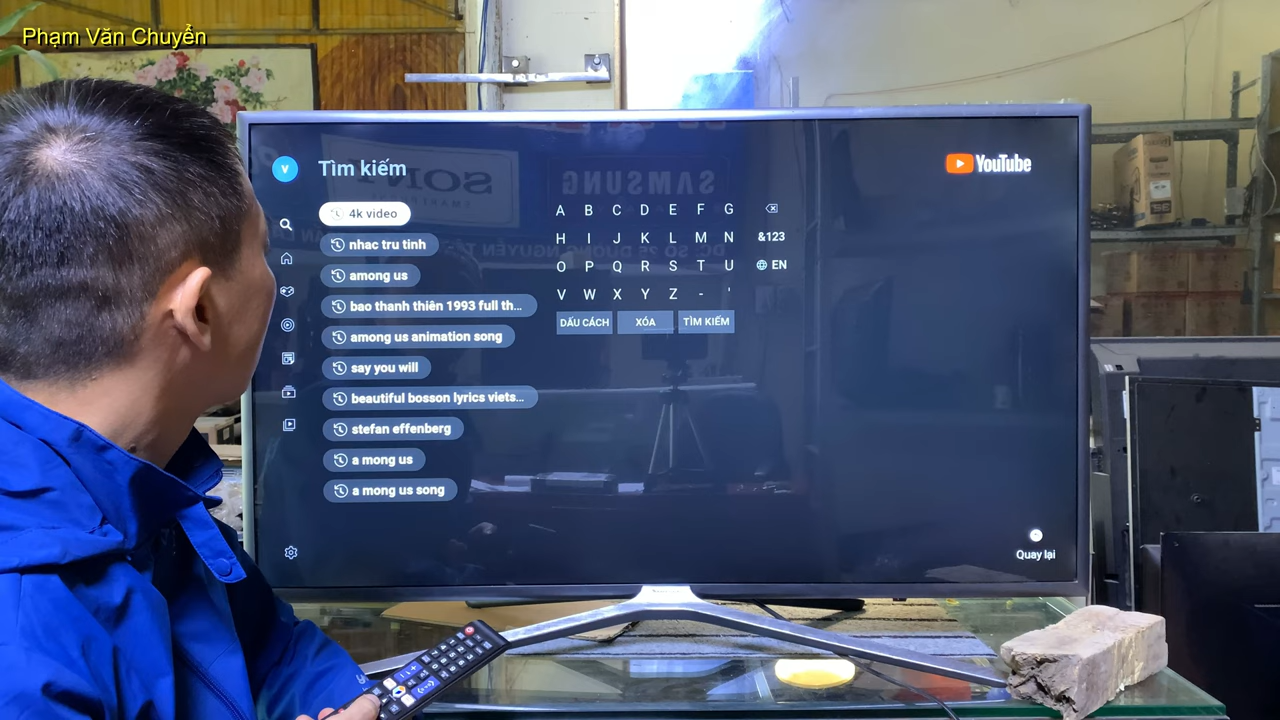 Phạm Văn Chuyển
V
Tìm kiếm
YouTube
SONY
SAMSUNG
4k video
nhac tru tinh
among us
bao thanh thiên 1993 full th...
among us animation song
say you will
beautiful bosson lyrics viets...
stefan effenberg
a mong us
a mong us song
A B C D E F G
H I J K L M N &123
O P Q R S T U EN
V W X Y Z - '
DẤU CÁCH XÓA TÌM KIẾM
Quay lại